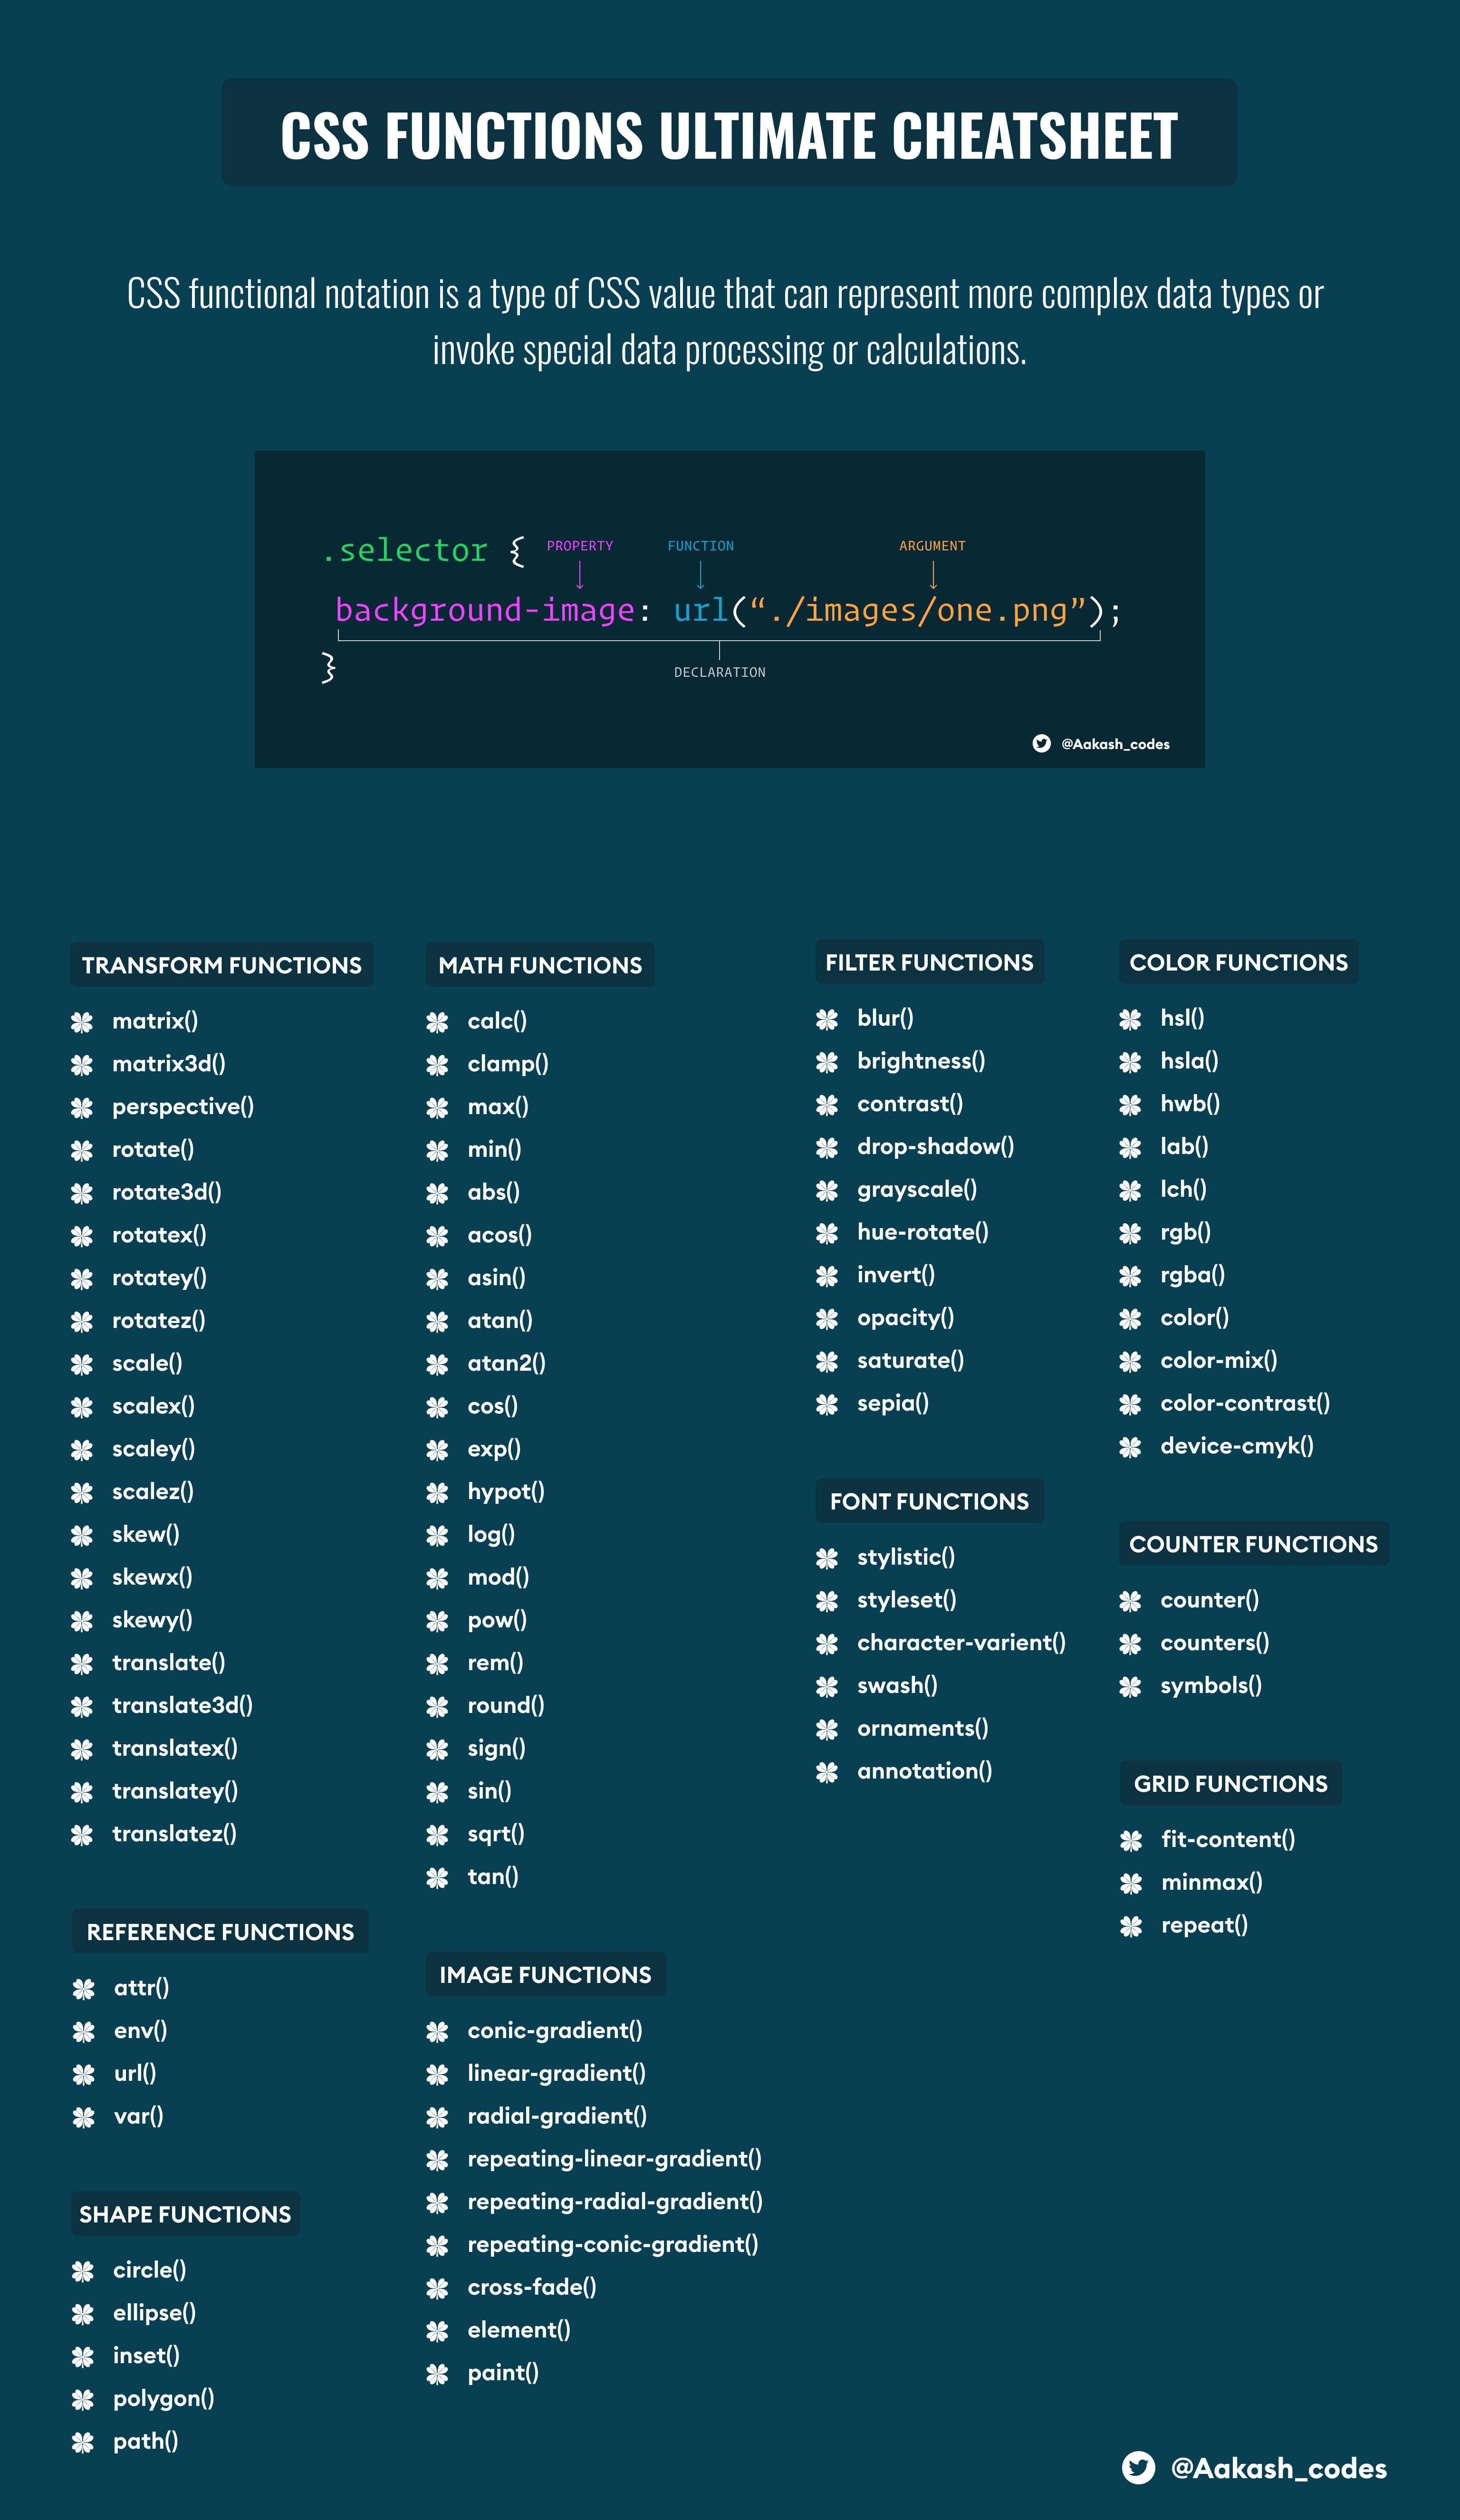 CSS FUNCTIONS ULTIMATE CHEATSHEET
CSS functional notation is a type of CSS value that can represent more complex data types or
invoke special data processing or calculations.
.selector {
PROPERTY
FUNCTION
ARGUMENT
background-image: url(“./images/one.png”);
}
DECLARATION
@Aakash_codes
TRANSFORM FUNCTIONS
matrix()
matrix3d()
perspective()
rotate()
rotate3d()
rotatex()
rotatey()
rotatez()
scale()
scalex()
scaley()
scalez()
skew()
skewx()
skewy()
translate()
translate3d()
translatex()
translatey()
translatez()
REFERENCE FUNCTIONS
attr()
env()
url()
var()
SHAPE FUNCTIONS
circle()
ellipse()
inset()
polygon()
path()
MATH FUNCTIONS
calc()
clamp()
max()
min()
abs()
acos()
asin()
atan()
atan2()
cos()
exp()
hypot()
log()
mod()
pow()
rem()
round()
sign()
sin()
sqrt()
tan()
IMAGE FUNCTIONS
conic-gradient()
linear-gradient()
radial-gradient()
repeating-linear-gradient()
repeating-radial-gradient()
repeating-conic-gradient()
cross-fade()
element()
paint()
FILTER FUNCTIONS
blur()
brightness()
contrast()
drop-shadow()
grayscale()
hue-rotate()
invert()
opacity()
saturate()
sepia()
FONT FUNCTIONS
stylistic()
styleset()
character-varient()
swash()
ornaments()
annotation()
COLOR FUNCTIONS
hsl()
hsla()
hwb()
lab()
lch()
rgb()
rgba()
color()
color-mix()
color-contrast()
device-cmyk()
COUNTER FUNCTIONS
counter()
counters()
symbols()
GRID FUNCTIONS
fit-content()
minmax()
repeat()
@Aakash_codes